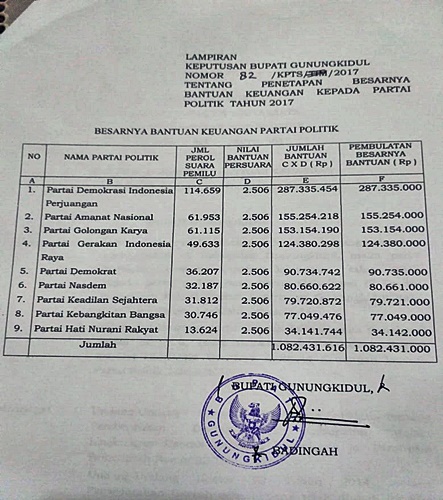 LAMPIRAN
KEPUTUSAN BUPATI GUNUNGKIDUL
NOMOR 82 /KPTS/TIM/2017
TENTANG PENETAPAN BESARNYA
BANTUAN KEUANGAN KEPADA PARTAI
POLITIK TAHUN 2017
BESARNYA BANTUAN KEUANGAN PARTAI POLITIK
NO NAMA PARTAI POLITIK JML PEROL SUARA PEMILU NILAI BANTUAN PERSUARA JUMLAH BANTUAN C X D ( Rp ) PEMBULATAN BESARNYA BANTUAN ( Rp )
A B C D E F
1. Partai Demokrasi Indonesia Perjuangan 114.659 2.506 287.335.454 287.335.000
2. Partai Amanat Nasional 61.953 2.506 155.254.218 155.254.000
3. Partai Golongan Karya 61.115 2.506 153.154.190 153.154.000
4. Partai Gerakan Indonesia Raya 49.633 2.506 124.380.298 124.380.000
5. Partai Demokrat 36.207 2.506 90.734.742 90.735.000
6. Partai Nasdem 32.187 2.506 80.660.622 80.661.000
7. Partai Keadilan Sejahtera 31.812 2.506 79.720.872 79.721.000
8. Partai Kebangkitan Bangsa 30.746 2.506 77.049.476 77.049.000
9. Partai Hati Nurani Rakyat 13.624 2.506 34.141.744 34.142.000
Jumlah 1.082.431.616 1.082.431.000
BUPATI GUNUNGKIDUL,
BUPATI
GUNUNGKIDUL
BADINGAH